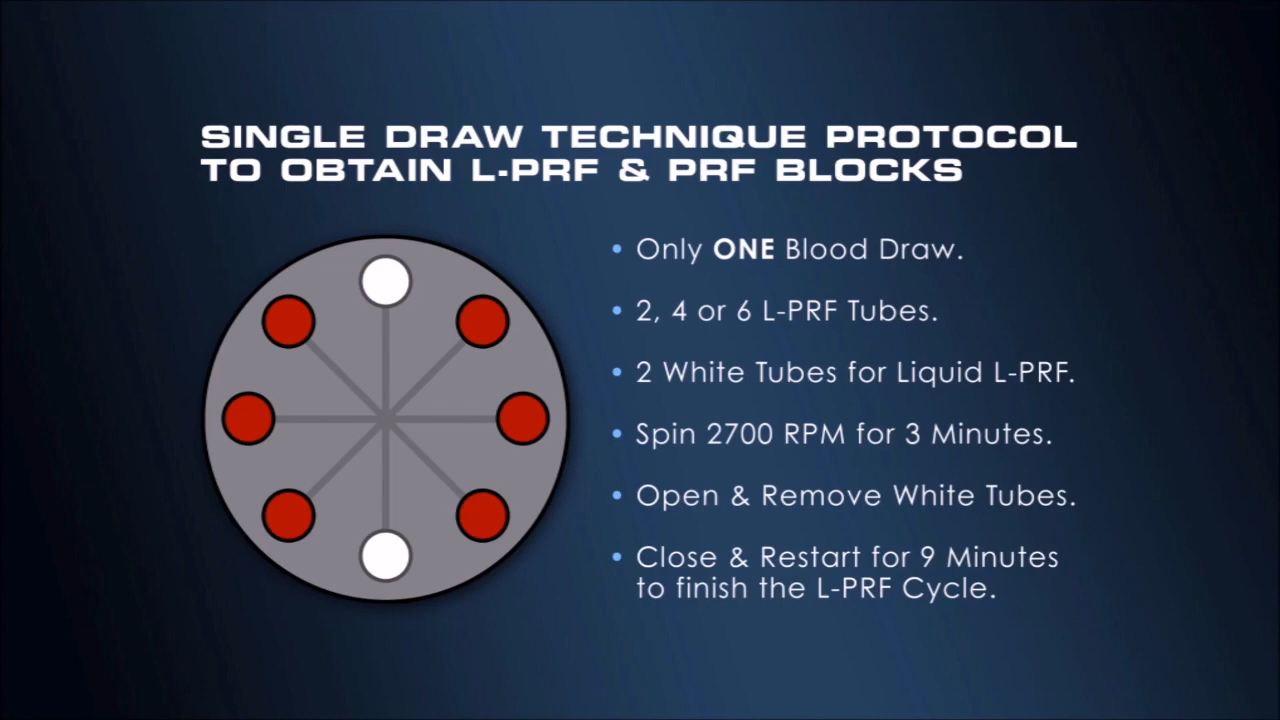 SINGLE DRAW TECHNIQUE PROTOCOL
TO OBTAIN L-PRF & PRF BLOCKS
• Only ONE Blood Draw.
• 2, 4 or 6 L-PRF Tubes.
• 2 White Tubes for Liquid L-PRF.
• Spin 2700 RPM for 3 Minutes.
• Open & Remove White Tubes.
• Close & Restart for 9 Minutes
to finish the L-PRF Cycle.